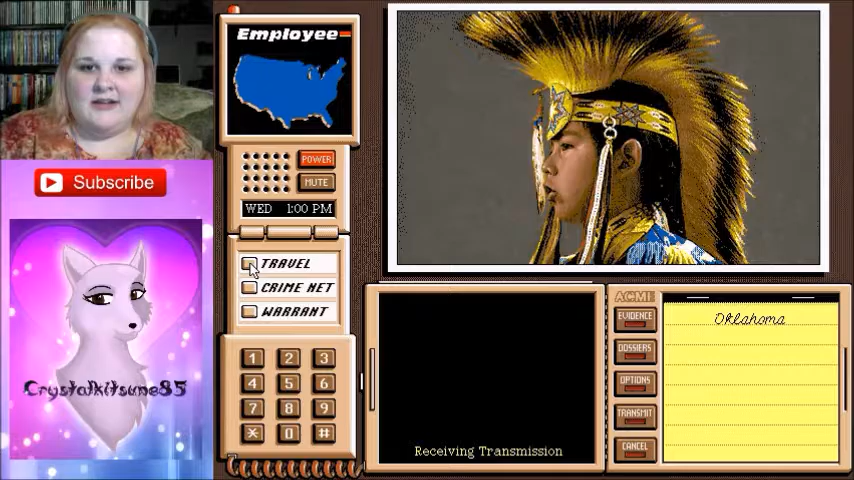 Employee
POWER
MUTE
WED 1:00 PM
TRAVEL
CRIME NET
WARRANT
1 2 3
4 5 6
7 8 9
* 0 #
Subscribe
Crystalkitsune85
Receiving Transmission
ACME
EVIDENCE
DOSSIERS
OPTIONS
TRANSMIT
CANCEL
Oklahoma